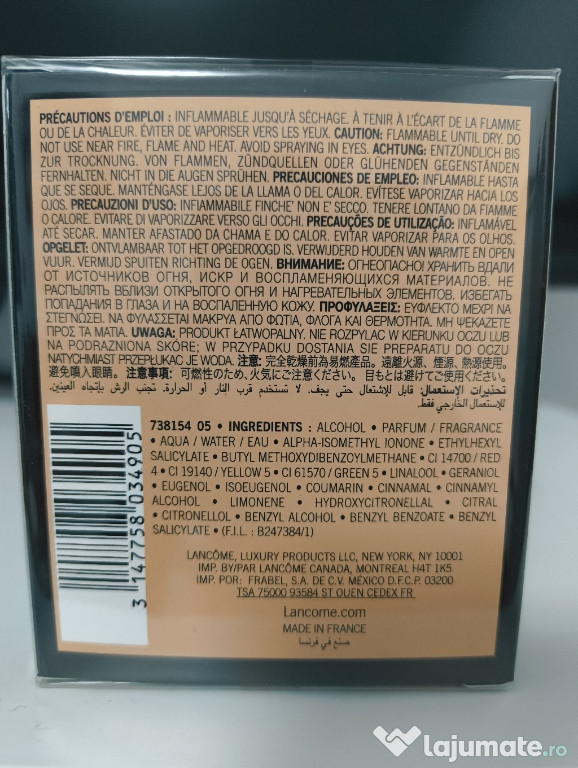 PRÉCAUTIONS D'EMPLOI : INFLAMMABLE JUSQU'À SÉCHAGE. À TENIR À L'ÉCART DE LA FLAMME
OU DE LA CHALEUR. ÉVITER DE VAPORISER VERS LES YEUX. CAUTION: FLAMMABLE UNTIL DRY. DO
NOT USE NEAR FIRE, FLAME AND HEAT. AVOID SPRAYING IN EYES. ACHTUNG: ENTZÜNDLICH BIS
ZUR TROCKNUNG. VON FLAMMEN, ZÜNDQUELLEN ODER GLÜHENDEN GEGENSTÄNDEN
FERNHALTEN. NICHT IN DIE AUGEN SPRÜHEN. PRECAUCIONES DE EMPLEO: INFLAMABLE HASTA
QUE SE SEQUE. MANTÉNGASE LEJOS DE LA LLAMA O DEL CALOR. EVÍTESE VAPORIZAR HACIA LOS
OJOS. PRECAUZIONI D'USO: INFIAMMABILE FINCHE' NON E' SECCO. TENERE LONTANO DA FIAMME
O CALORE. EVITARE DI VAPORIZZARE VERSO GLI OCCHI. PRECAUÇÕES DE UTILIZAÇÃO: INFLAMÁVEL
ATÉ SECAR. MANTER AFASTADO DA CHAMA E DO CALOR. EVITAR VAPORIZAR PARA OS OLHOS.
OPGELET: ONTVLAMBAAR TOT HET OPGEDROOGD IS. VERWIJDERD HOUDEN VAN WARMTE EN OPEN
VUUR. VERMIJD SPUITEN RICHTING DE OGEN. ВНИМАНИЕ: ОГНЕОПАСНО! ХРАНИТЬ ВДАЛИ
ОТ ИСТОЧНИКОВ ОГНЯ, ИСКР И ВОСПЛАМЕНЯЮЩИХСЯ МАТЕРИАЛОВ. НЕ
РАСПЫЛЯТЬ ВБЛИЗИ ОТКРЫТОГО ОГНЯ И НАГРЕВАТЕЛЬНЫХ ЭЛЕМЕНТОВ. ИЗБЕГАТЬ
ПОПАДАНИЯ В ГЛАЗА И НА ВОСПАЛЕННУЮ КОЖУ. ΠΡΟΦΥΛΑΞΕΙΣ: ΕΥΦΛΕΚΤΟ ΜΕΧΡΙ ΝΑ
ΣΤΕΓΝΩΣΕΙ. ΝΑ ΦΥΛΑΣΣΕΤΑΙ ΜΑΚΡΥΑ ΑΠΟ ΦΩΤΙΑ, ΦΛΟΓΑ ΚΑΙ ΘΕΡΜΟΤΗΤΑ. ΜΗ ΨΕΚΑΖΕΤΕ
ΠΡΟΣ ΤΑ ΜΑΤΙΑ. UWAGA: PRODUKT ŁATWOPALNY. NIE ROZPYLAĆ W KIERUNKU OCZU LUB
NA PODRAŻNIONĄ SKÓRĘ; W PRZYPADKU DOSTANIA SIĘ PREPARATU DO OCZU
NATYCHMIAST PRZEPŁUKAĆ JE WODĄ. 注意: 完全乾燥前為易燃產品。遠離火源、煙源、熱源使用。
避免噴入眼睛。注意事項: 可燃性のため、火気にご注意ください。目もとは避けてご使用ください。
تحذيرات الإستعمال: قابل للإشتعال حتى يجف. لا تستخدم قرب النار أو الحرارة. تجنب الرش بإتجاه العينين.
للإستعمال الخارجي فقط.
738154 05 • INGREDIENTS : ALCOHOL • PARFUM / FRAGRANCE
• AQUA / WATER / EAU • ALPHA-ISOMETHYL IONONE • ETHYLHEXYL
SALICYLATE • BUTYL METHOXYDIBENZOYLMETHANE • CI 14700 / RED
4 • CI 19140 / YELLOW 5 • CI 61570 / GREEN 5 • LINALOOL • GERANIOL
• EUGENOL • ISOEUGENOL • COUMARIN • CINNAMAL • CINNAMYL
ALCOHOL • LIMONENE • HYDROXYCITRONELLAL • CITRAL
• CITRONELLOL • BENZYL ALCOHOL • BENZYL BENZOATE • BENZYL
SALICYLATE • (F.I.L. : B247384/1)
LANCÔME, LUXURY PRODUCTS LLC, NEW YORK, NY 10001
IMP. BY/PAR LANCÔME CANADA, MONTREAL H4T 1K5
IMP. POR: FRABEL, S.A. DE C.V. MÉXICO D.F.C.P. 03200
TSA 75000 93584 ST OUEN CEDEX FR
Lancome.com
MADE IN FRANCE
صنع في فرنسا
3 147758 034905
lajumate.ro